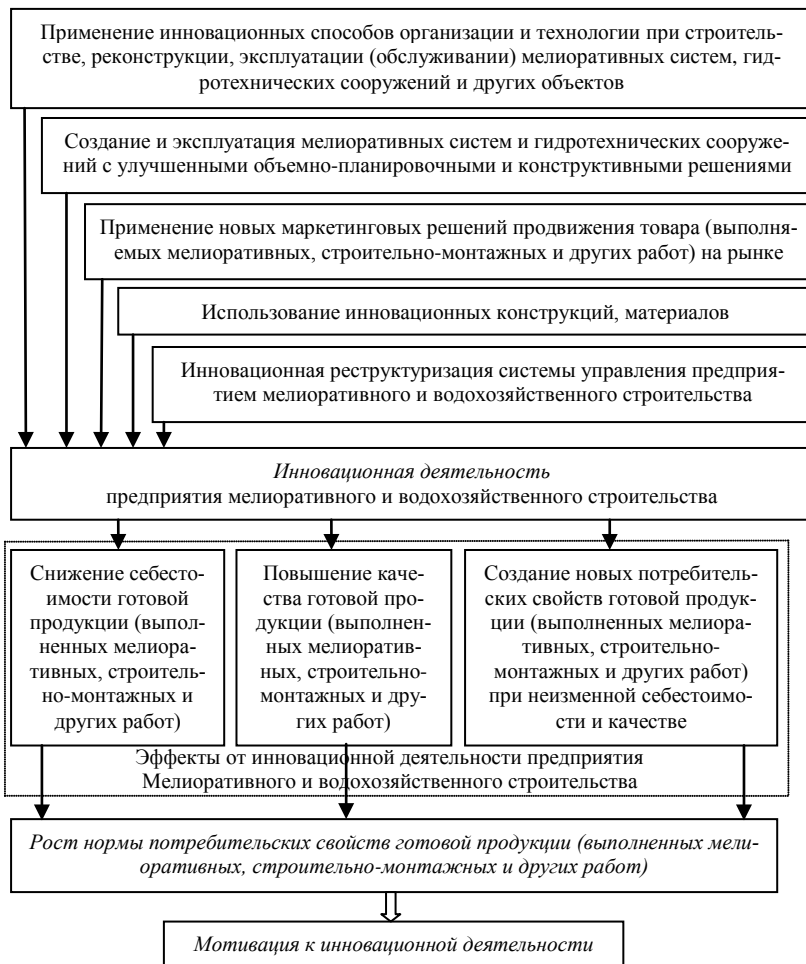 Применение инновационных способов организации и технологии при строитель-
стве, реконструкции, эксплуатации (обслуживании) мелиоративных систем, гид-
ротехнических сооружений и других объектов
Создание и эксплуатация мелиоративных систем и гидротехнических сооруже-
ний с улучшенными объемно-планировочными и конструктивными решениями
Применение новых маркетинговых решений продвижения товара (выполня-
емых мелиоративных, строительно-монтажных и других работ) на рынке
Использование инновационных конструкций, материалов
Инновационная реструктуризация системы управления предприя-
тием мелиоративного и водохозяйственного строительства
Инновационная деятельность
предприятия мелиоративного и водохозяйственного строительства
Снижение себесто-
имости готовой
продукции (выпол-
ненных мелиора-
тивных, строитель-
но-монтажных и
других работ)
Повышение каче-
ства готовой про-
дукции (выполнен-
ных мелиоратив-
ных, строительно-
монтажных и дру-
гих работ)
Создание новых потребитель-
ских свойств готовой продук-
ции (выполненных мелиора-
тивных, строительно-
монтажных и других работ)
при неизменной себестоимо-
сти и качестве
Эффекты от инновационной деятельности предприятия
Мелиоративного и водохозяйственного строительства
Рост нормы потребительских свойств готовой продукции (выполненных мели-
оративных, строительно-монтажных и других работ)
Мотивация к инновационной деятельности